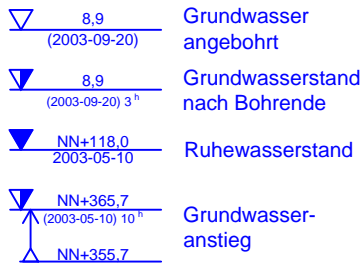 8,9
(2003-09-20)
Grundwasser
angebohrt
8,9
(2003-09-20) 3 h
Grundwasserstand
nach Bohrende
NN+118,0
2003-05-10
Ruhewasserstand
NN+365,7
(2003-05-10) 10 h
NN+355,7
Grundwasser-
anstieg